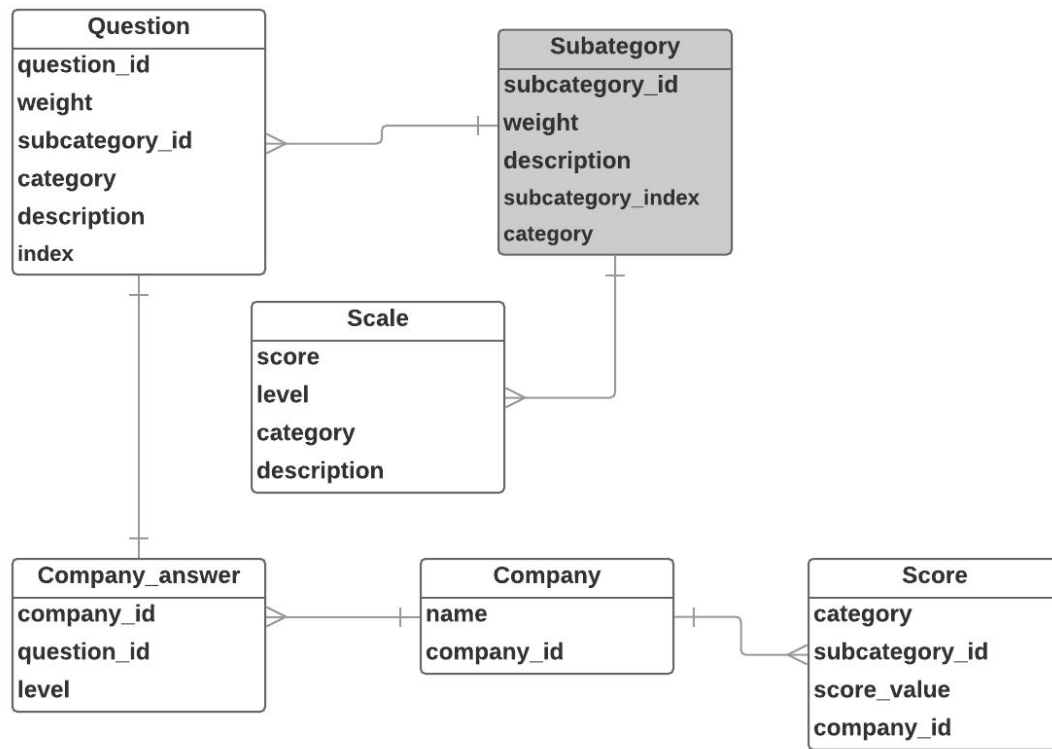 Question
question_id
weight
subcategory_id
category
description
index
Subategory
subcategory_id
weight
description
subcategory_index
category
Scale
score
level
category
description
Company_answer
company_id
question_id
level
Company
name
company_id
Score
category
subcategory_id
score_value
company_id